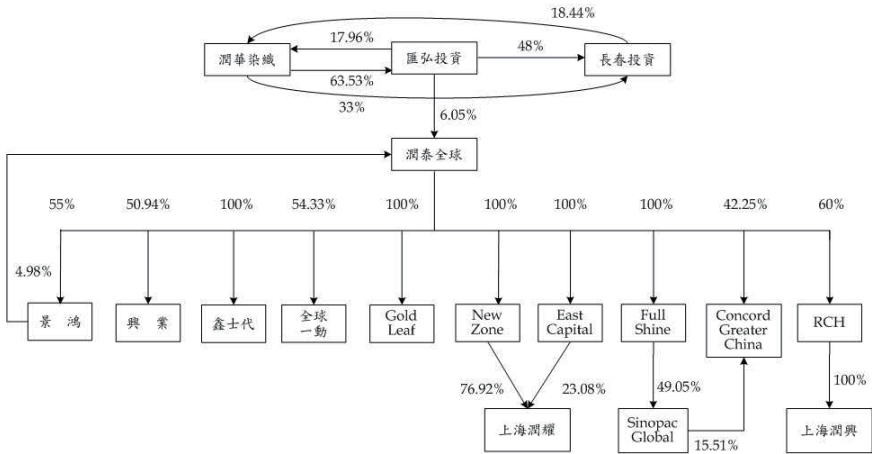 18.44%
17.96%
潤華染織
匯弘投資
48%
長春投資
63.53%
33%
6.05%
潤泰全球
55%
50.94%
100%
54.33%
100%
100%
100%
100%
42.25%
60%
4.98%
景 鴻
興 業
鑫士代
全球
一動
Gold
Leaf
New
Zone
East
Capital
Full
Shine
Concord
Greater
China
RCH
76.92%
23.08%
49.05%
100%
上海潤耀
Sinopac
Global
15.51%
上海潤興